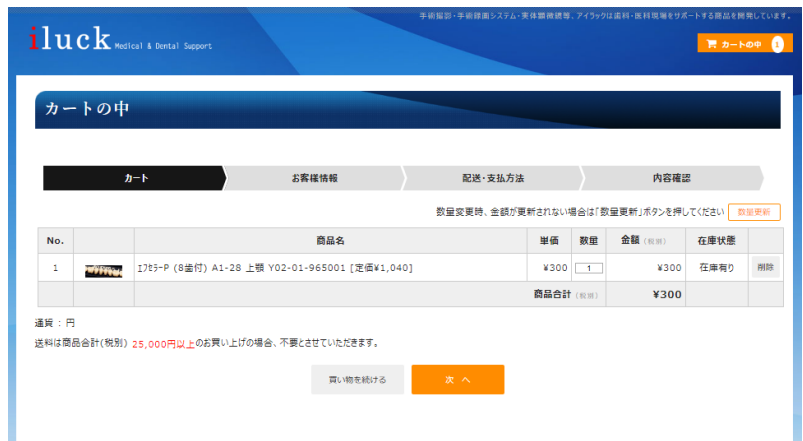 手術撮影・手術録画システム・実体顕微鏡等、アイラックは歯科・医科現場をサポートする商品を開発しています。
iluck Medical & Dental Support
カートの中 1
カートの中
カート お客様情報 配送・支払方法 内容確認
数量変更時、金額が更新されない場合は「数量更新」ボタンを押してください 数量更新
No. 商品名 単価 数量 金額 (税別) 在庫状態
1 ｴﾌｾﾗｰP (8歯付) A1-28 上顎 Y02-01-965001 [定価¥1,040] ¥300 1 ¥300 在庫有り 削除
商品合計 (税別) ¥300
通貨 : 円
送料は商品合計(税別) 25,000円以上のお買い上げの場合、不要とさせていただきます。
買い物を続ける 次 へ